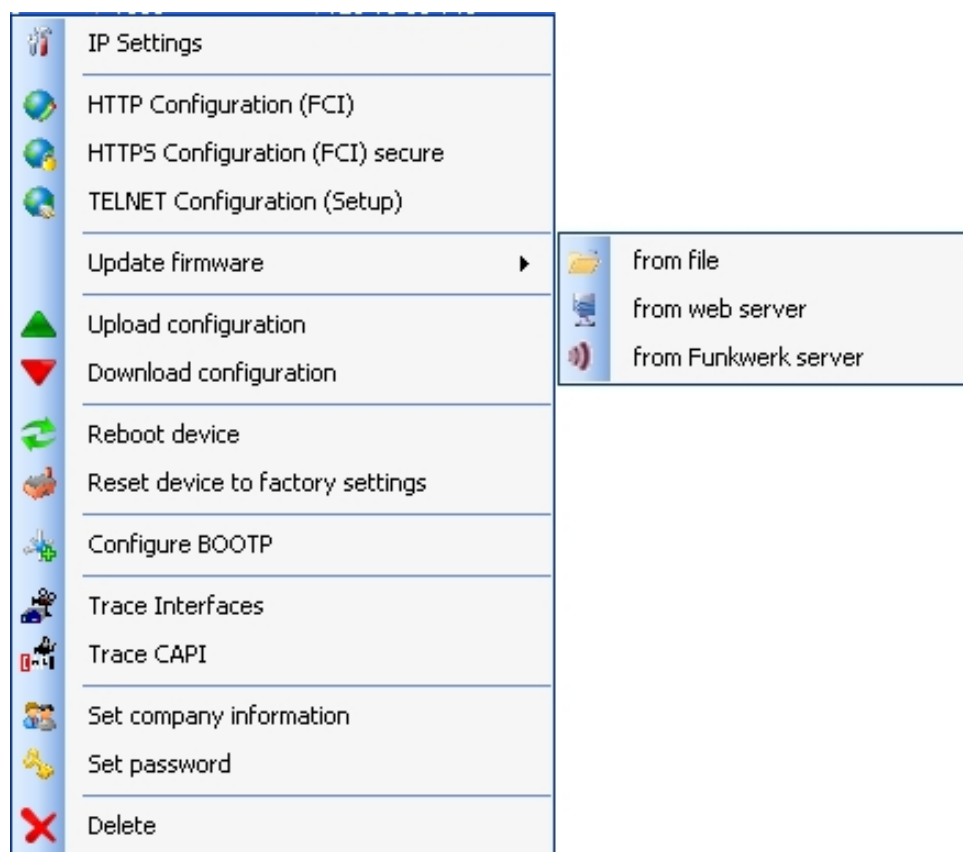 IP Settings
HTTP Configuration (FCI)
HTTPS Configuration (FCI) secure
TELNET Configuration (Setup)
Update firmware
from file
from web server
from Funkwerk server
Upload configuration
Download configuration
Reboot device
Reset device to factory settings
Configure BOOTP
Trace Interfaces
Trace CAPI
Set company information
Set password
Delete